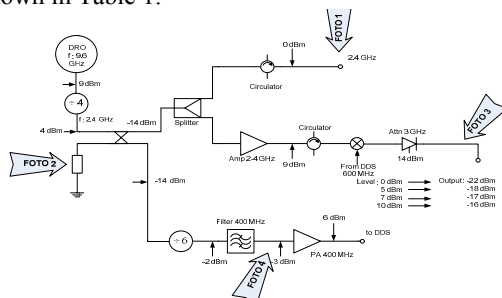 own in Table 1.
DRO
f : 9,6
GHz
9 dBm
÷ 4
f : 2,4 GHz
4 dBm
-14 dBm
Splitter
0 dBm
FOTO 1
2.4 GHz
Circulator
Circulator
Amp 2-4 GHz
9 dBm
From DDS
600 MHz
Attn 3 GHz
14 dBm
FOTO 3
Level : 0 dBm
5 dBm
7 dBm
10 dBm
Output: -22 dBm
-18 dBm
-17 dBm
-16 dBm
FOTO 2
-14 dBm
÷ 6
Filter 400 MHz
-2 dBm
-3 dBm
6 dBm
to DDS
PA 400 MHz
FOTO 4